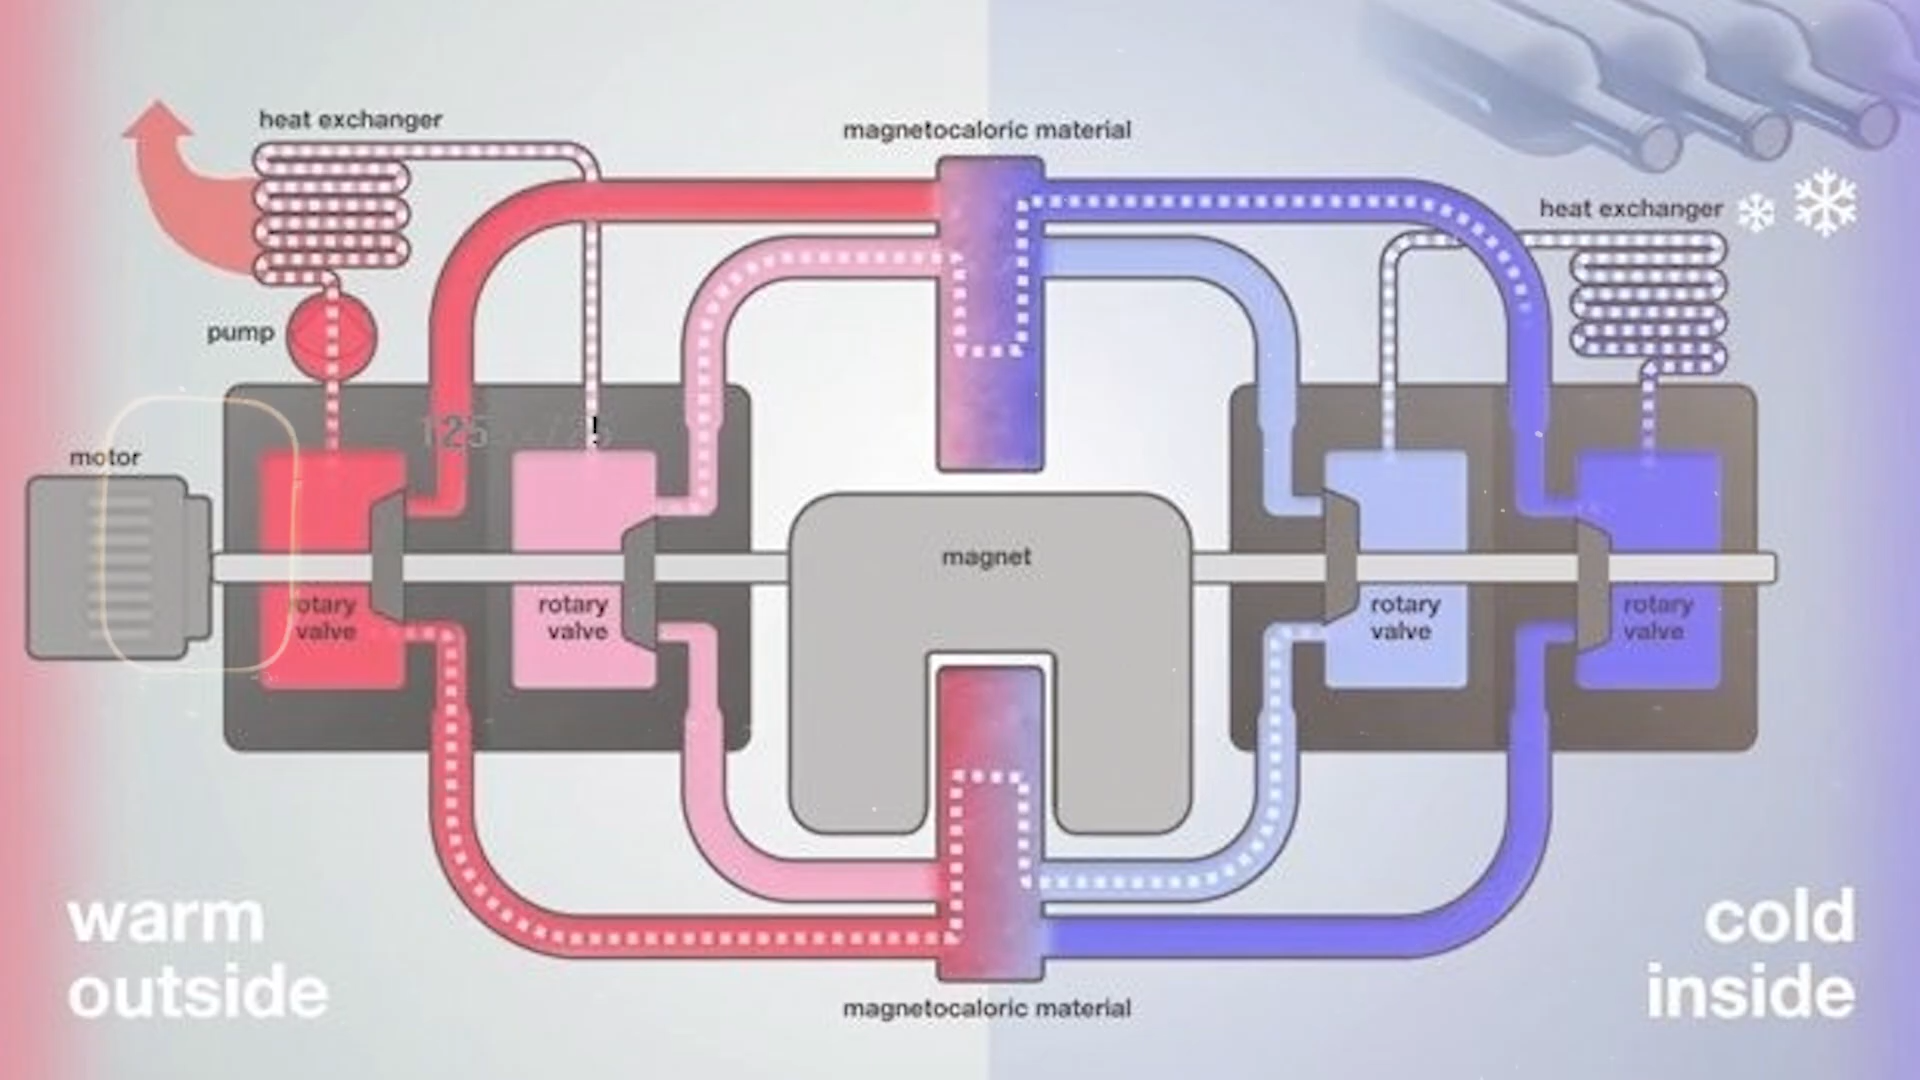 heat exchanger
magnetocaloric material
heat exchanger
pump
motor
magnet
rotary
valve
rotary
valve
rotary
valve
rotary
valve
warm
outside
cold
inside
magnetocaloric material